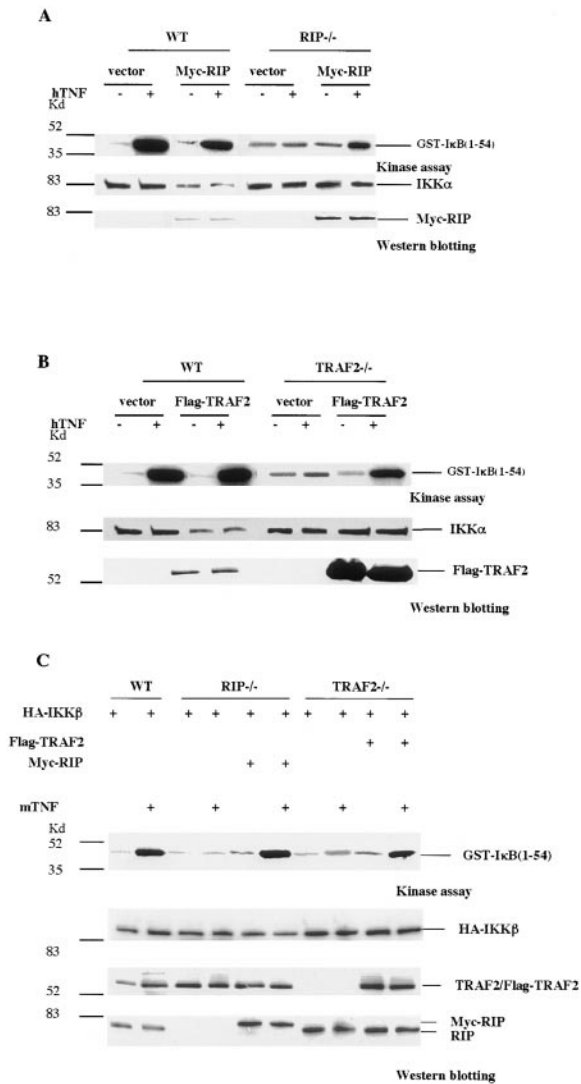 A
WT RIP-/-
vector Myc-RIP vector Myc-RIP
hTNF - + - + - + - +
Kd
52
35
GST-IκB(1-54)
Kinase assay
83
IKKα
83
Myc-RIP
Western blotting
B
WT TRAF2-/-
vector Flag-TRAF2 vector Flag-TRAF2
hTNF - + - + - + - +
Kd
52
35
GST-IκB(1-54)
Kinase assay
83
IKKα
52
Flag-TRAF2
Western blotting
C
WT RIP-/- TRAF2-/-
HA-IKKβ + + + + + + + + + +
Flag-TRAF2 + +
Myc-RIP + +
mTNF + + + + +
Kd
52
35
GST-IκB(1-54)
Kinase assay
83
HA-IKKβ
52
TRAF2/Flag-TRAF2
83
Myc-RIP
RIP
Western blotting